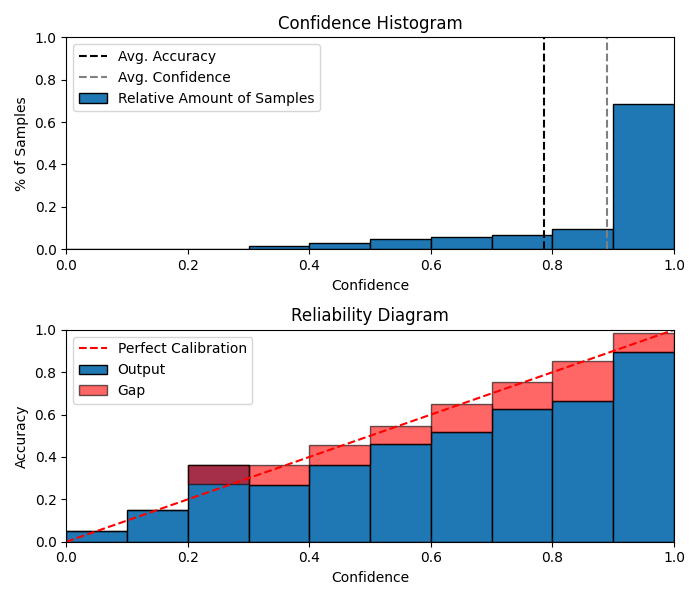 Confidence Histogram
1.0
0.8
0.6
0.4
0.2
0.0
% of Samples
Avg. Accuracy
Avg. Confidence
Relative Amount of Samples
0.0 0.2 0.4 0.6 0.8 1.0
Confidence
Reliability Diagram
1.0
0.8
0.6
0.4
0.2
0.0
Accuracy
Perfect Calibration
Output
Gap
0.0 0.2 0.4 0.6 0.8 1.0
Confidence